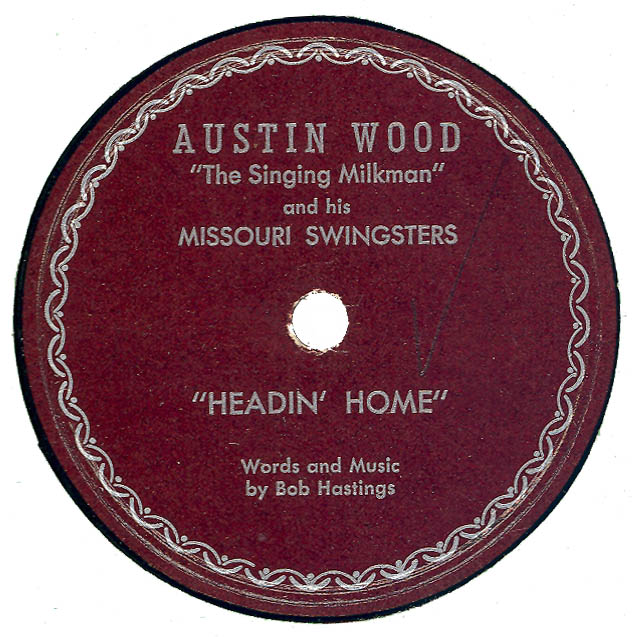 AUSTIN WOOD
"The Singing Milkman"
and his
MISSOURI SWINGSTERS
"HEADIN' HOME"
Words and Music
by Bob Hastings